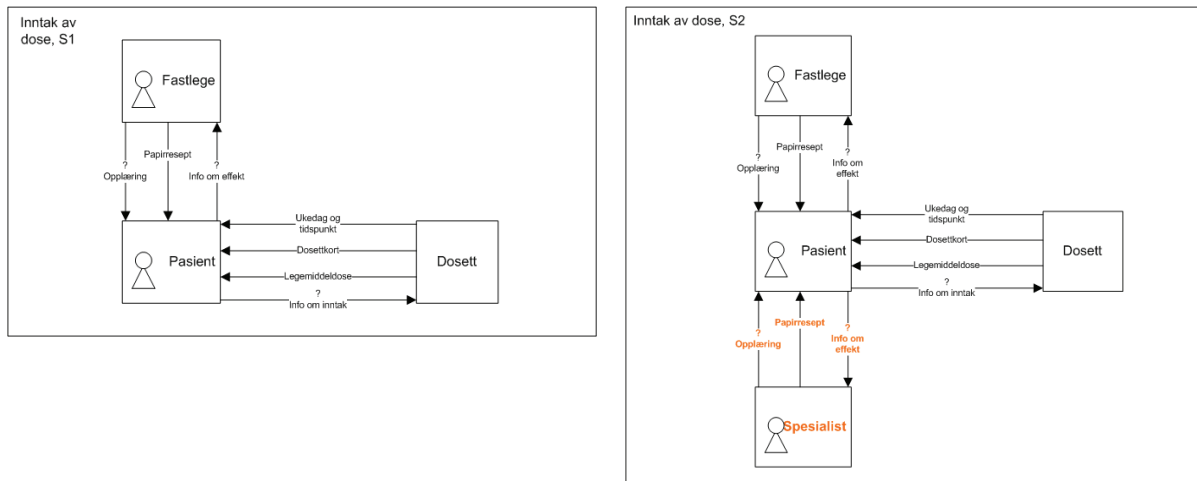 Inntak av
dose, S1
Fastlege
?
Opplæring
Papirresept
?
Info om effekt
Pasient
Ukedag og
tidspunkt
Dosettkort
Legemiddeldose
?
Info om inntak
Dosett
Inntak av dose, S2
Fastlege
?
Opplæring
Papirresept
?
Info om
effekt
Pasient
Ukedag og
tidspunkt
Dosettkort
Legemiddeldose
?
Info om inntak
Dosett
?
Opplæring
Papirresept
?
Info om
effekt
Spesialist